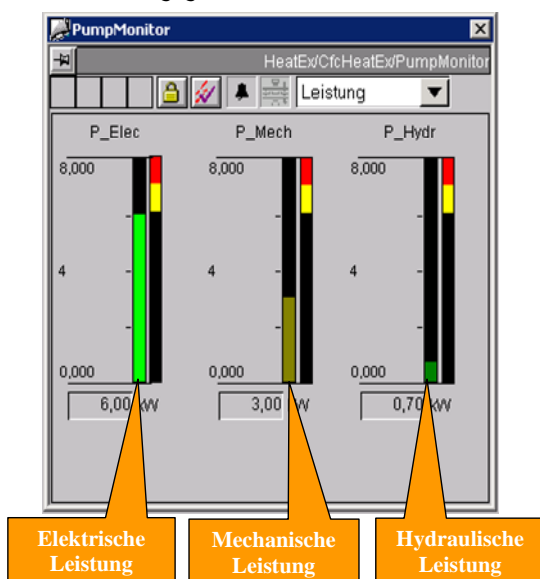 PumpMonitor
HeatEx/CfcHeatEx/PumpMonitor
Leistung
P_Elec P_Mech P_Hydr
8,000 8,000 8,000
4 4 4
0,000 0,000 0,000
6,00 kW 3,00 0,70 kW
Elektrische Leistung
Mechanische Leistung
Hydraulische Leistung